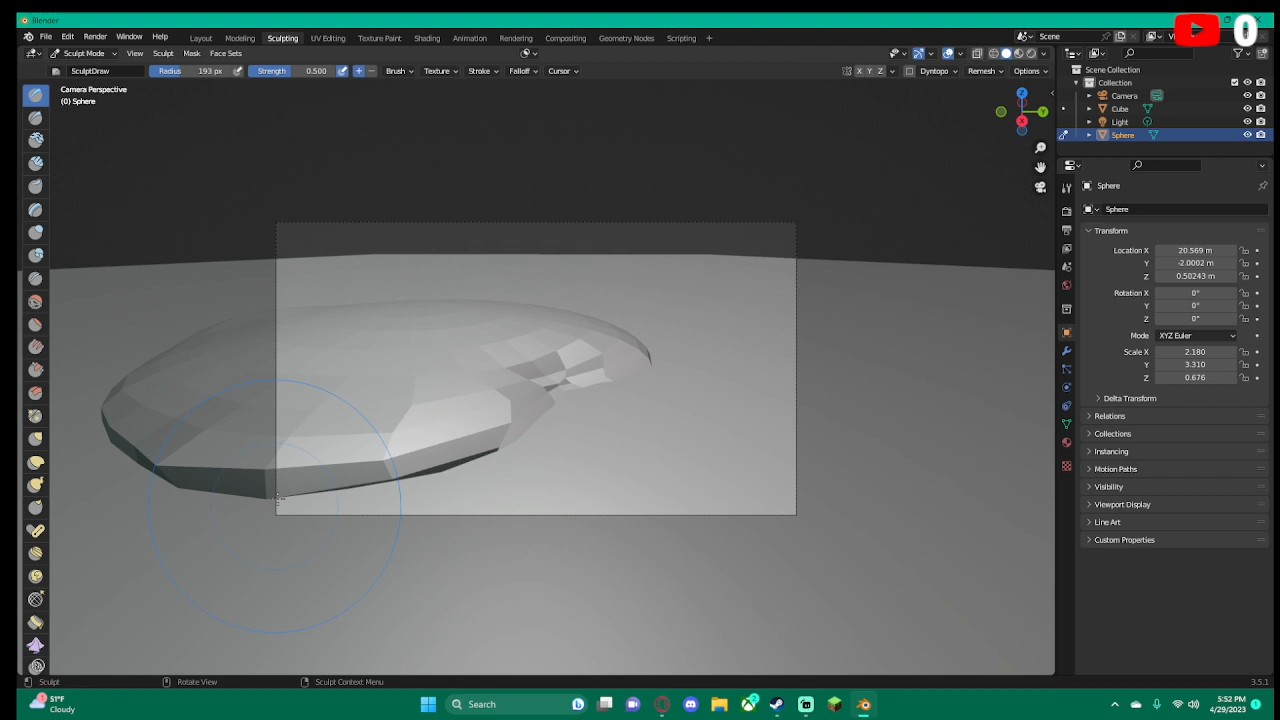 Blender
File Edit Render Window Help Layout Modeling Sculpting UV Editing Texture Paint Shading Animation Rendering Compositing Geometry Nodes Scripting + Scene
Sculpt Mode View Sculpt Mask Face Sets
SculptDraw Radius 193 px Strength 0.500 Brush Texture Stroke Falloff Cursor X Y Z Dyntopo Remesh Options
Camera Perspective
(0) Sphere
Z
Y
X
Scene Collection
Collection
Camera
Cube
Light
Sphere
Sphere
Sphere
Transform
Location X 20.569 m
Y -2.0002 m
Z 0.50243 m
Rotation X 0°
Y 0°
Z 0°
Mode XYZ Euler
Scale X 2.180
Y 3.310
Z 0.676
Delta Transform
Relations
Collections
Instancing
Motion Paths
Visibility
Viewport Display
Line Art
Custom Properties
Sculpt Rotate View Sculpt Context Menu 3.5.1
51°F
Cloudy
Search
5:52 PM
4/29/2023